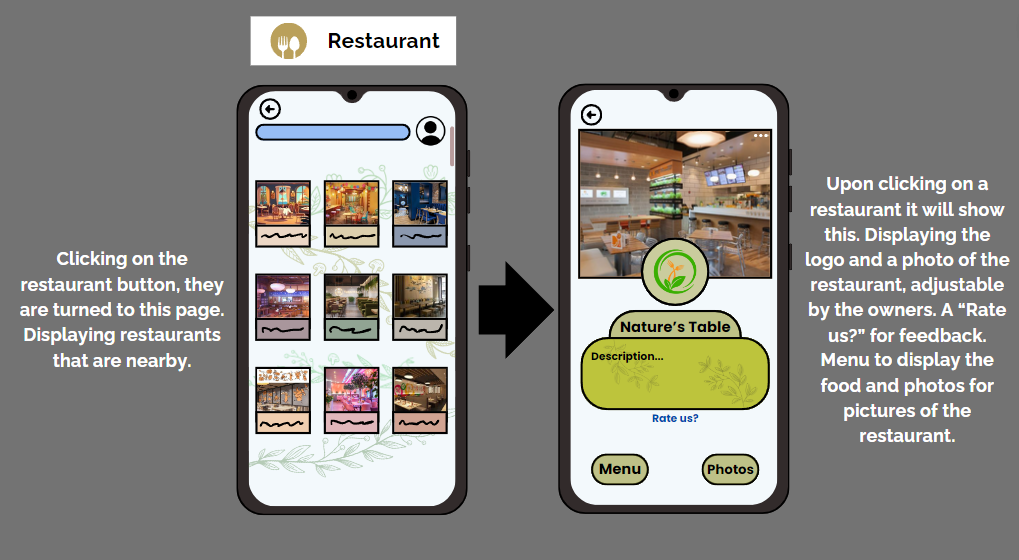 Restaurant
Clicking on the
restaurant button, they
are turned to this page.
Displaying restaurants
that are nearby.
Nature's Table
Description...
Rate us?
Menu
Photos
Upon clicking on a
restaurant it will show
this. Displaying the
logo and a photo of the
restaurant, adjustable
by the owners. A “Rate
us?” for feedback.
Menu to display the
food and photos for
pictures of the
restaurant.